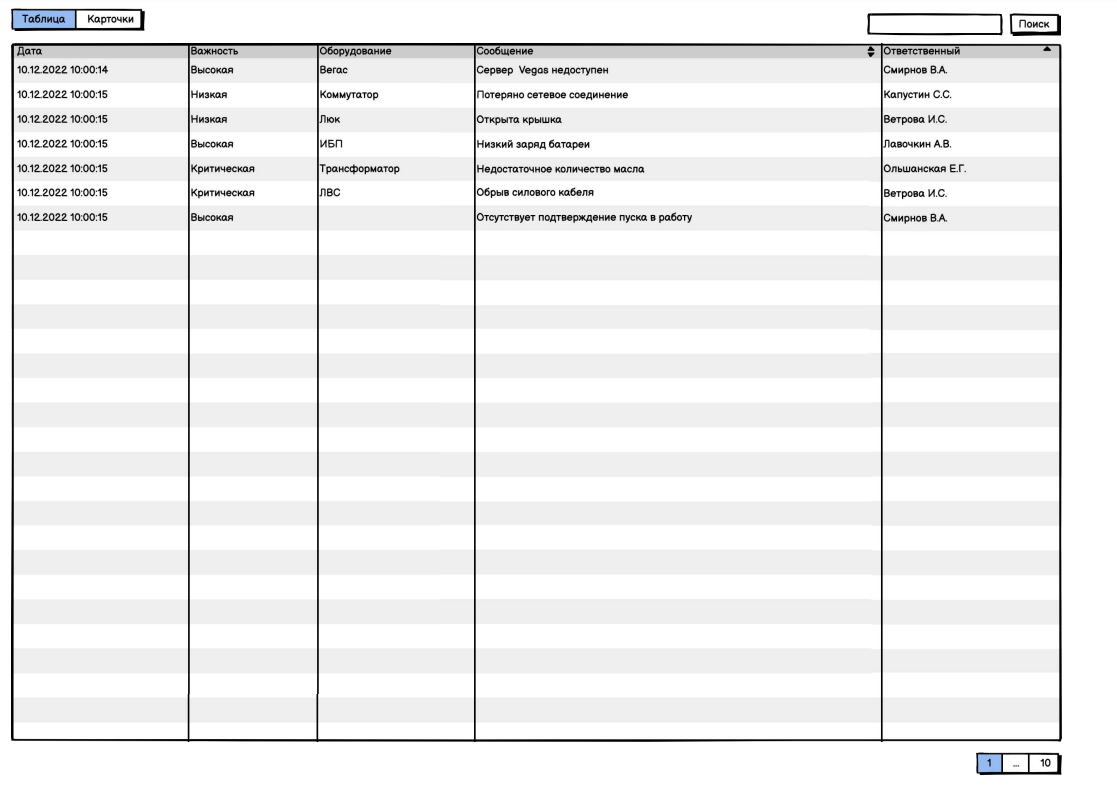 Таблица Карточки Поиск
Дата Важность Оборудование Сообщение Ответственный
10.12.2022 10:00:14 Высокая Вегас Сервер Vegas недоступен Смирнов В.А.
10.12.2022 10:00:15 Низкая Коммутатор Потеряно сетевое соединение Капустин С.С.
10.12.2022 10:00:15 Низкая Люк Открыта крышка Ветрова И.С.
10.12.2022 10:00:15 Высокая ИБП Низкий заряд батареи Лавочкин А.В.
10.12.2022 10:00:15 Критическая Трансформатор Недостаточное количество масла Ольшанская Е.Г.
10.12.2022 10:00:15 Критическая ЛВС Обрыв силового кабеля Ветрова И.С.
10.12.2022 10:00:15 Высокая Отсутствует подтверждение пуска в работу Смирнов В.А.
1 ... 10